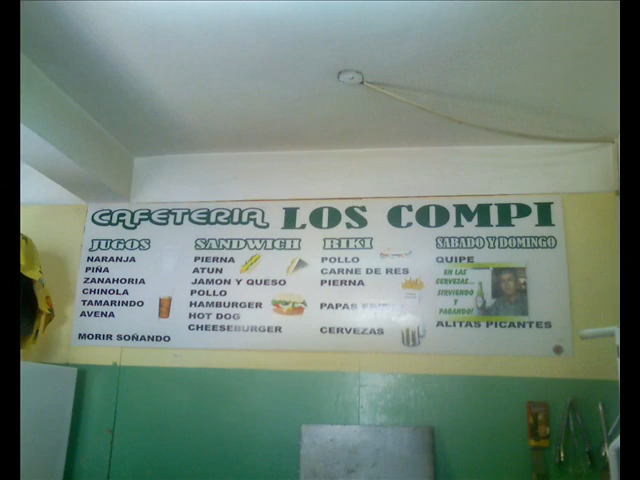 CAFETERIA LOS COMPI
JUGOS
NARANJA
PIÑA
ZANAHORIA
CHINOLA
TAMARINDO
AVENA
MORIR SOÑANDO
SANDWICH
PIERNA
ATUN
JAMON Y QUESO
POLLO
HAMBURGER
HOT DOG
CHEESEBURGER
RIKI
POLLO
CARNE DE RES
PIERNA
PAPAS
CERVEZAS
SABADO Y DOMINGO
QUIPE
EN LAS
CERVEZAS...
SERVIENDO
Y
PAGANDO!
ALITAS PICANTES